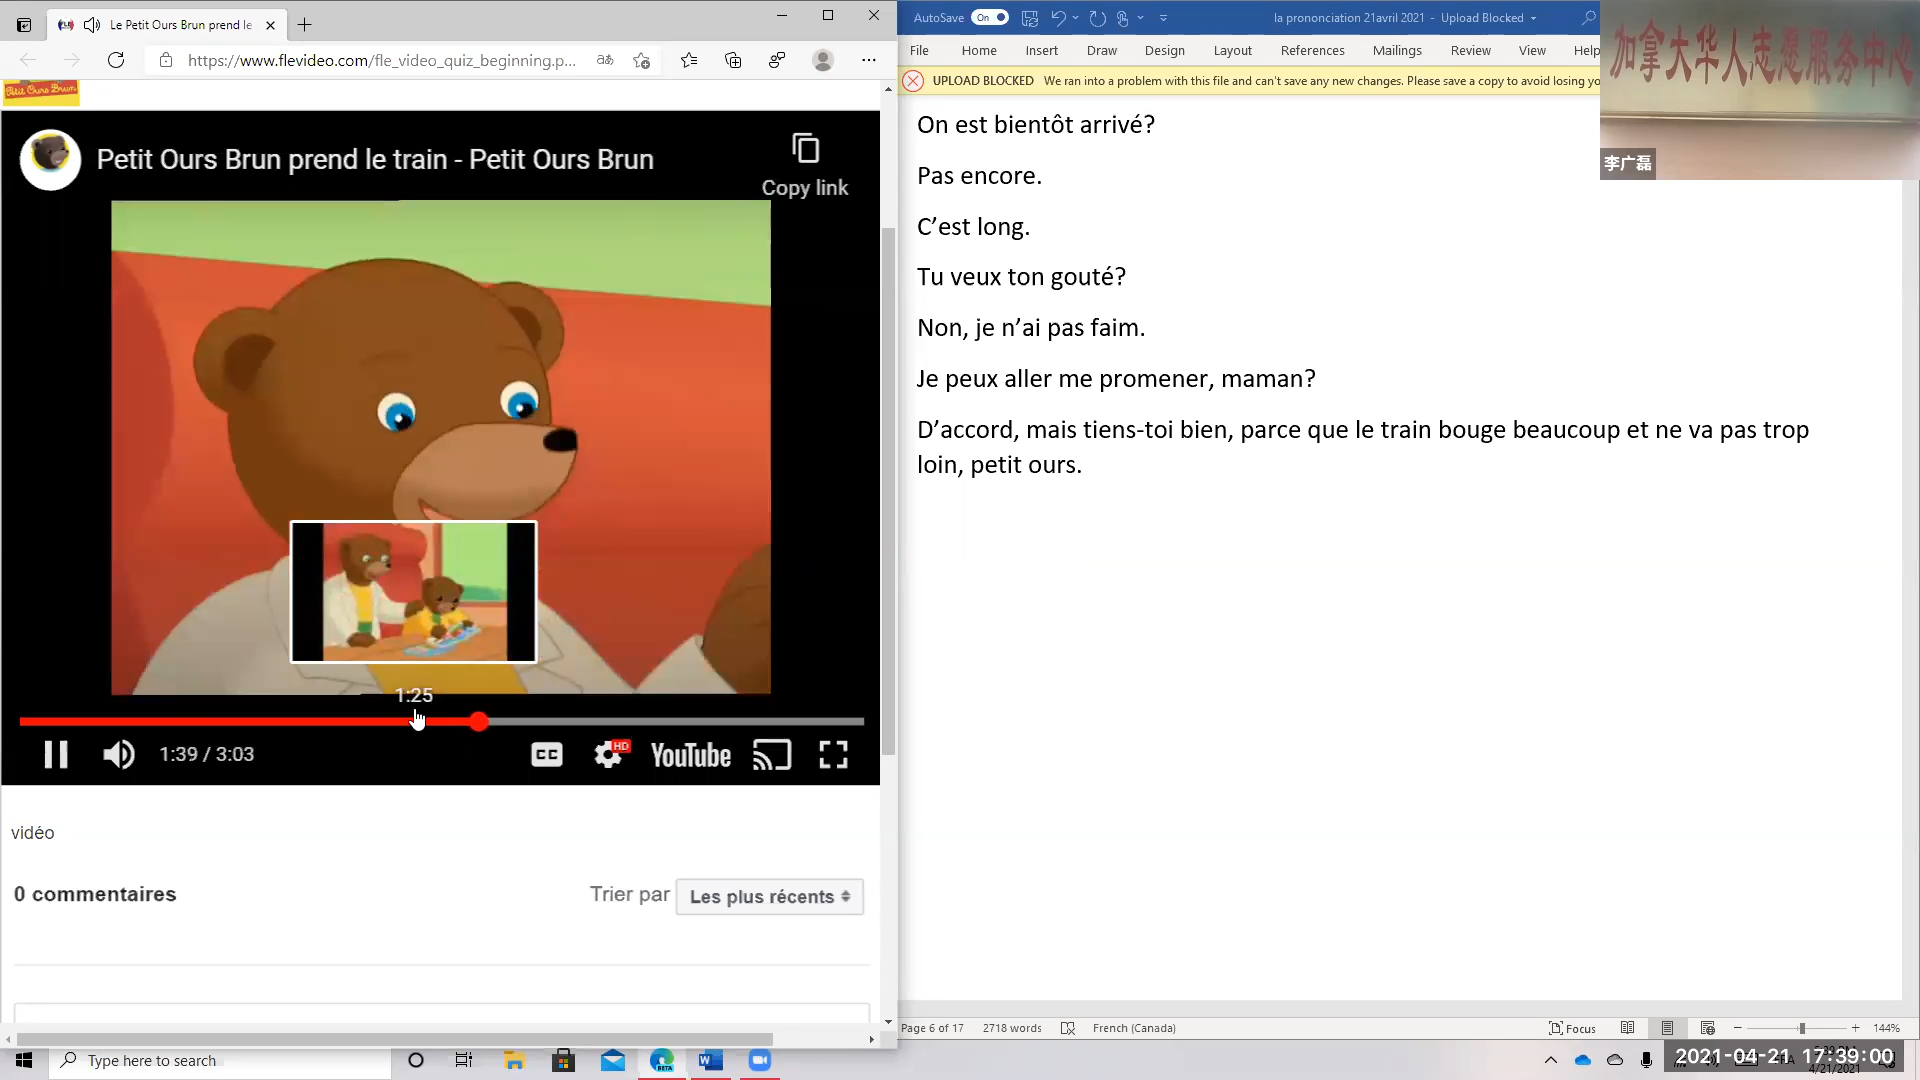 Le Petit Ours Brun prend le
https://www.flevideo.com/fle_video_quiz_beginning.p...
Petit Ours Brun
Petit Ours Brun prend le train - Petit Ours Brun
Copy link
1:25
1:39 / 3:03
CC
HD
YouTube
vidéo
0 commentaires
Trier par
Les plus récents
AutoSave
On
la prononciation 21avril 2021 - Upload Blocked
File Home Insert Draw Design Layout References Mailings Review View Help
UPLOAD BLOCKED We ran into a problem with this file and can't save any new changes. Please save a copy to avoid losing yo
On est bientôt arrivé?
Pas encore.
C’est long.
Tu veux ton gouté?
Non, je n’ai pas faim.
Je peux aller me promener, maman?
D’accord, mais tiens-toi bien, parce que le train bouge beaucoup et ne va pas trop
loin, petit ours.
加拿大华人志愿服务中心
李广磊
Page 6 of 17 2718 words French (Canada)
Focus
144%
Type here to search
BETA
2021-04-21 17:39:00
4/21/2021